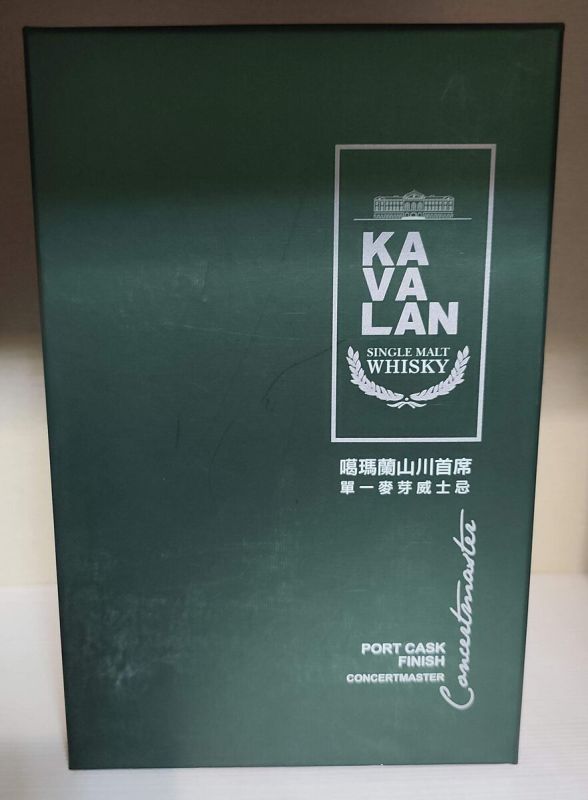 KA
VA
LAN
SINGLE MALT
WHISKY
噶瑪蘭山川首席
單一麥芽威士忌
Concertmaster
PORT CASK
FINISH
CONCERTMASTER